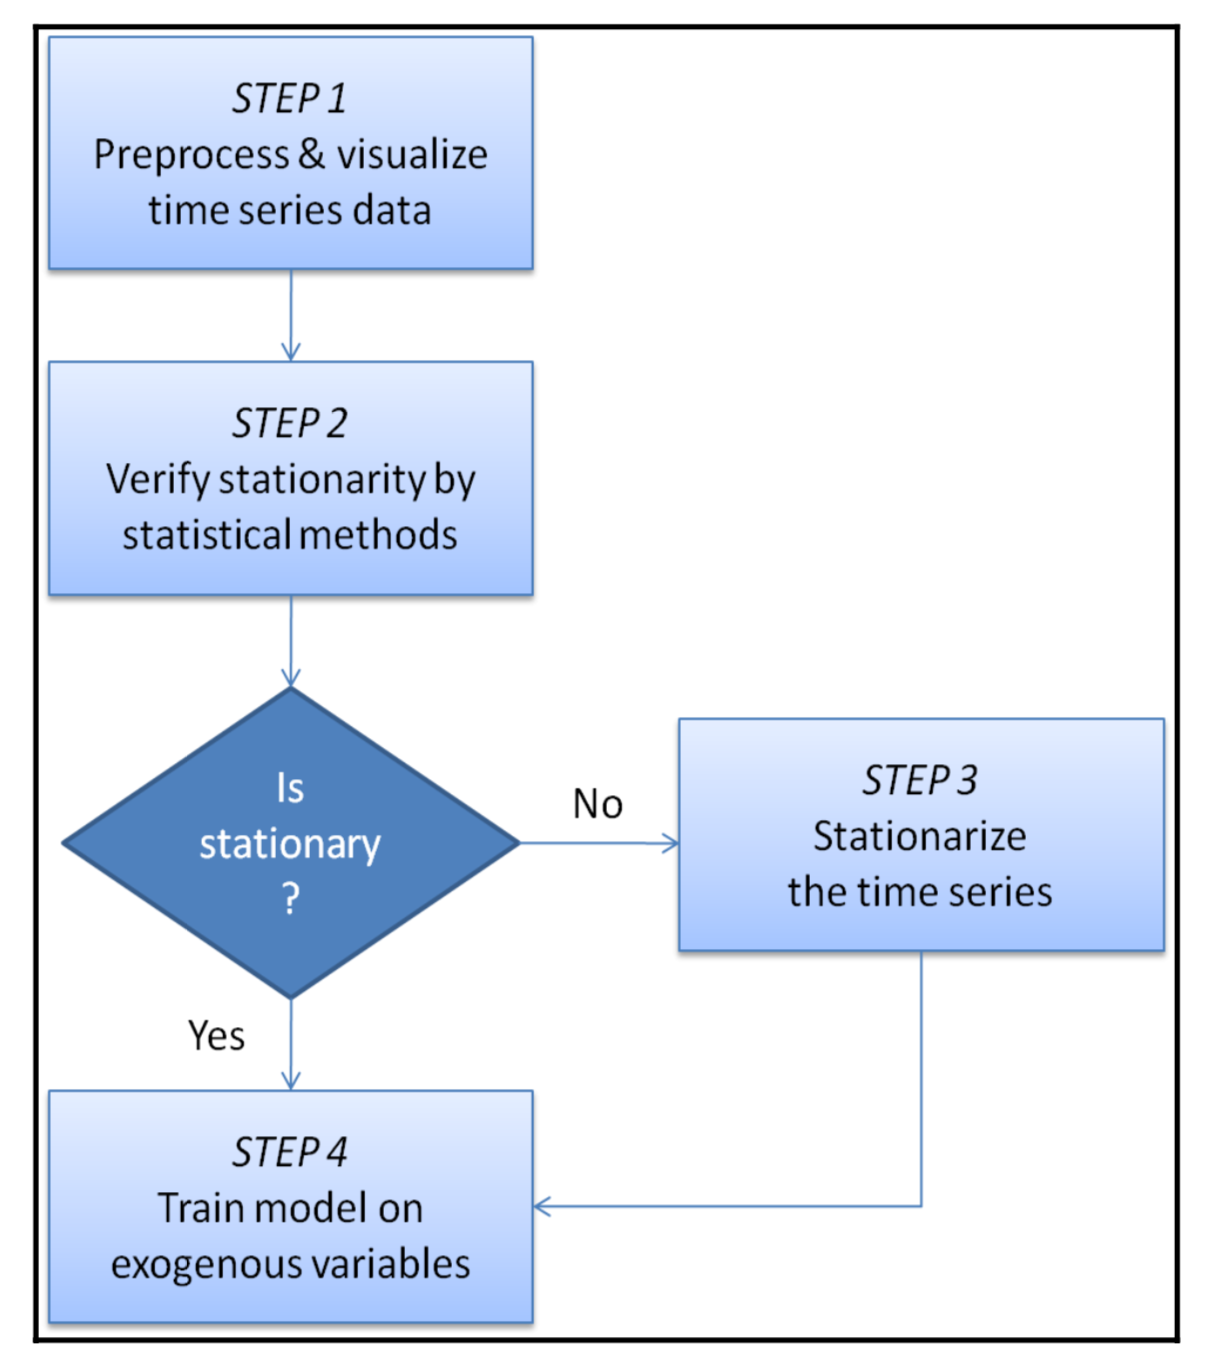 STEP 1
Preprocess & visualize
time series data
STEP 2
Verify stationarity by
statistical methods
Is
stationary
?
No
STEP 3
Stationarize
the time series
Yes
STEP 4
Train model on
exogenous variables